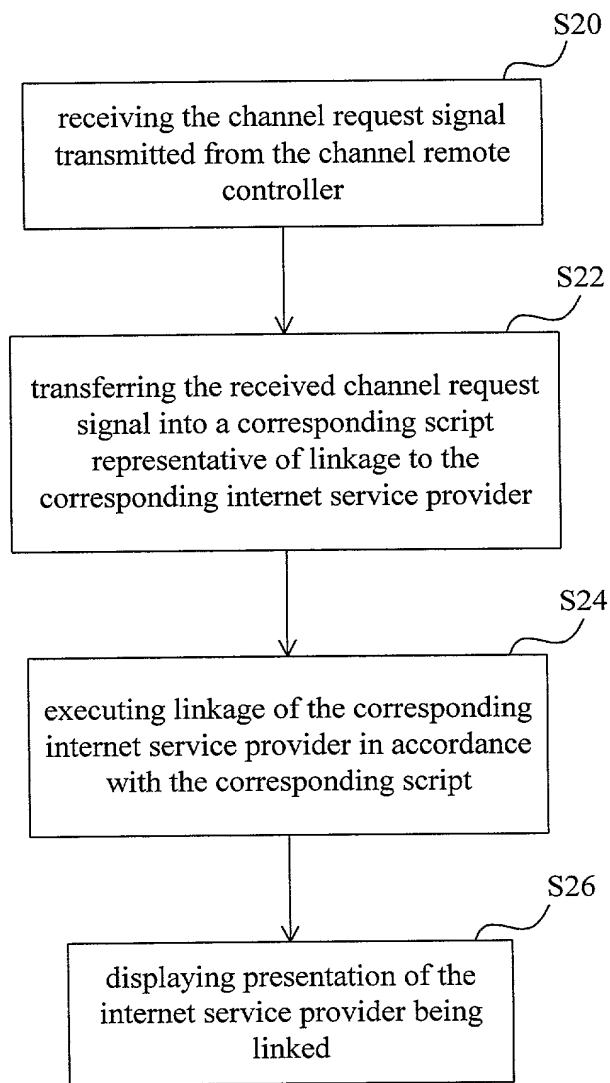 S20
receiving the channel request signal
transmitted from the channel remote
controller
S22
transferring the received channel request
signal into a corresponding script
representative of linkage to the
corresponding internet service provider
S24
executing linkage of the corresponding
internet service provider in accordance
with the corresponding script
S26
displaying presentation of the
internet service provider being
linked